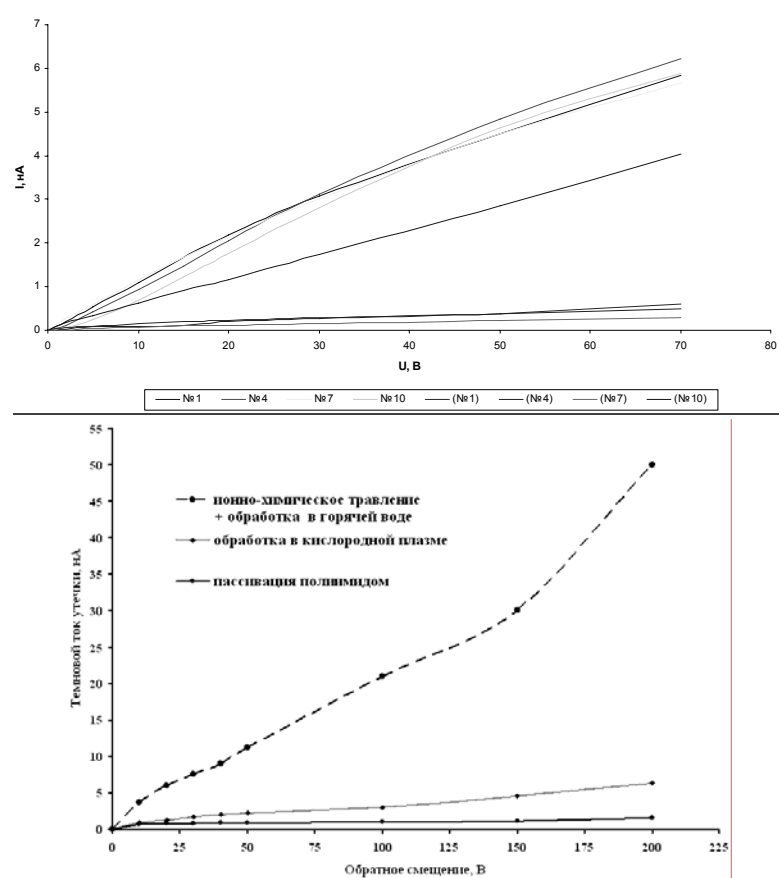 7
6
5
4
3
2
1
0
I, нА
0 10 20 30 40 50 60 70 80
U, В
№1 №4 №7 №10 (№1) (№4) (№7) (№10)
55
50
45
40
35
30
25
20
15
10
5
0
Темновой ток утечки, нА
ионно-химическое травление
+ обработка в горячей воде
обработка в кислородной плазме
пассивация полиимидом
0 25 50 75 100 125 150 175 200 225
Обратное смещение, В